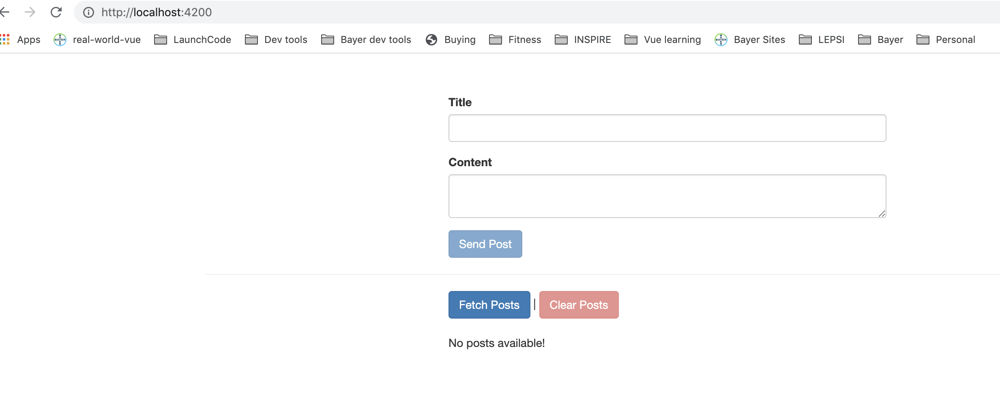 http://localhost:4200
Apps real-world-vue LaunchCode Dev tools Bayer dev tools Buying Fitness INSPIRE Vue learning Bayer Sites LEPSI Bayer Personal
Title
Content
Send Post
Fetch Posts | Clear Posts
No posts available!